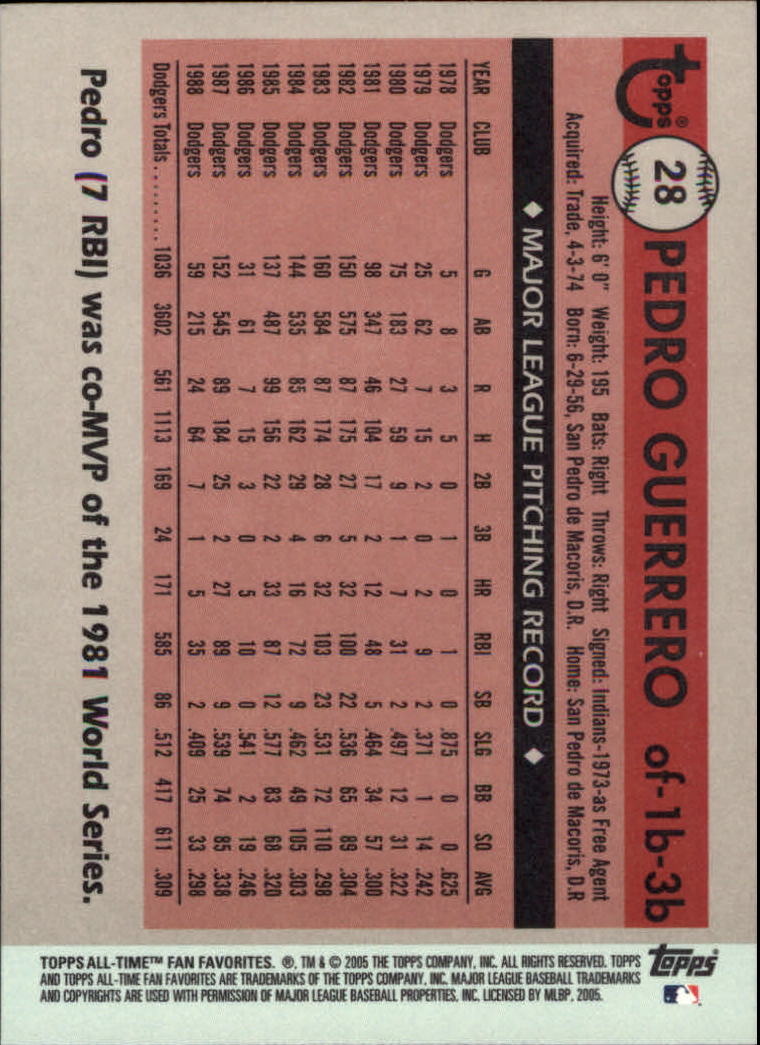 Topps®
28
PEDRO GUERRERO of-1b-3b
Height: 6' 0" Weight: 195 Bats: Right Throws: Right Signed: Indians-1973-as Free Agent
Acquired: Trade, 4-3-74 Born: 6-29-56, San Pedro de Macoris, D.R. Home: San Pedro de Macoris, D.R
◆ MAJOR LEAGUE PITCHING RECORD ◆
YEAR CLUB G AB R H 2B 3B HR RBI SB SLG BB SO AVG
1978 Dodgers 5 8 3 5 0 1 0 1 0 .875 0 0 .625
1979 Dodgers 25 62 7 15 2 0 2 9 2 .371 1 14 .242
1980 Dodgers 75 183 27 59 9 1 7 31 2 .497 12 31 .322
1981 Dodgers 98 347 46 104 17 2 12 48 5 .464 34 57 .300
1982 Dodgers 150 575 87 175 27 5 32 100 22 .536 65 89 .304
1983 Dodgers 160 584 87 174 28 6 32 103 23 .531 72 110 .298
1984 Dodgers 144 535 85 162 29 4 16 72 9 .462 49 105 .303
1985 Dodgers 137 487 99 156 22 2 33 87 12 .577 83 68 .320
1986 Dodgers 31 61 7 15 3 0 5 10 0 .541 2 19 .246
1987 Dodgers 152 545 89 184 25 2 27 89 9 .539 74 85 .338
1988 Dodgers 59 215 24 64 7 1 5 35 2 .409 25 33 .298
Dodgers Totals......... 1036 3602 561 1113 169 24 171 585 86 .512 417 611 .309
Pedro (7 RBI) was co-MVP of the 1981 World Series.
Topps®
TOPPS ALL-TIME™ FAN FAVORITES. ®, TM & © 2005 THE TOPPS COMPANY, INC. ALL RIGHTS RESERVED. TOPPS
AND TOPPS ALL-TIME FAN FAVORITES ARE TRADEMARKS OF THE TOPPS COMPANY, INC. MAJOR LEAGUE BASEBALL TRADEMARKS
AND COPYRIGHTS ARE USED WITH PERMISSION OF MAJOR LEAGUE BASEBALL PROPERTIES, INC. LICENSED BY MLBP, 2005.